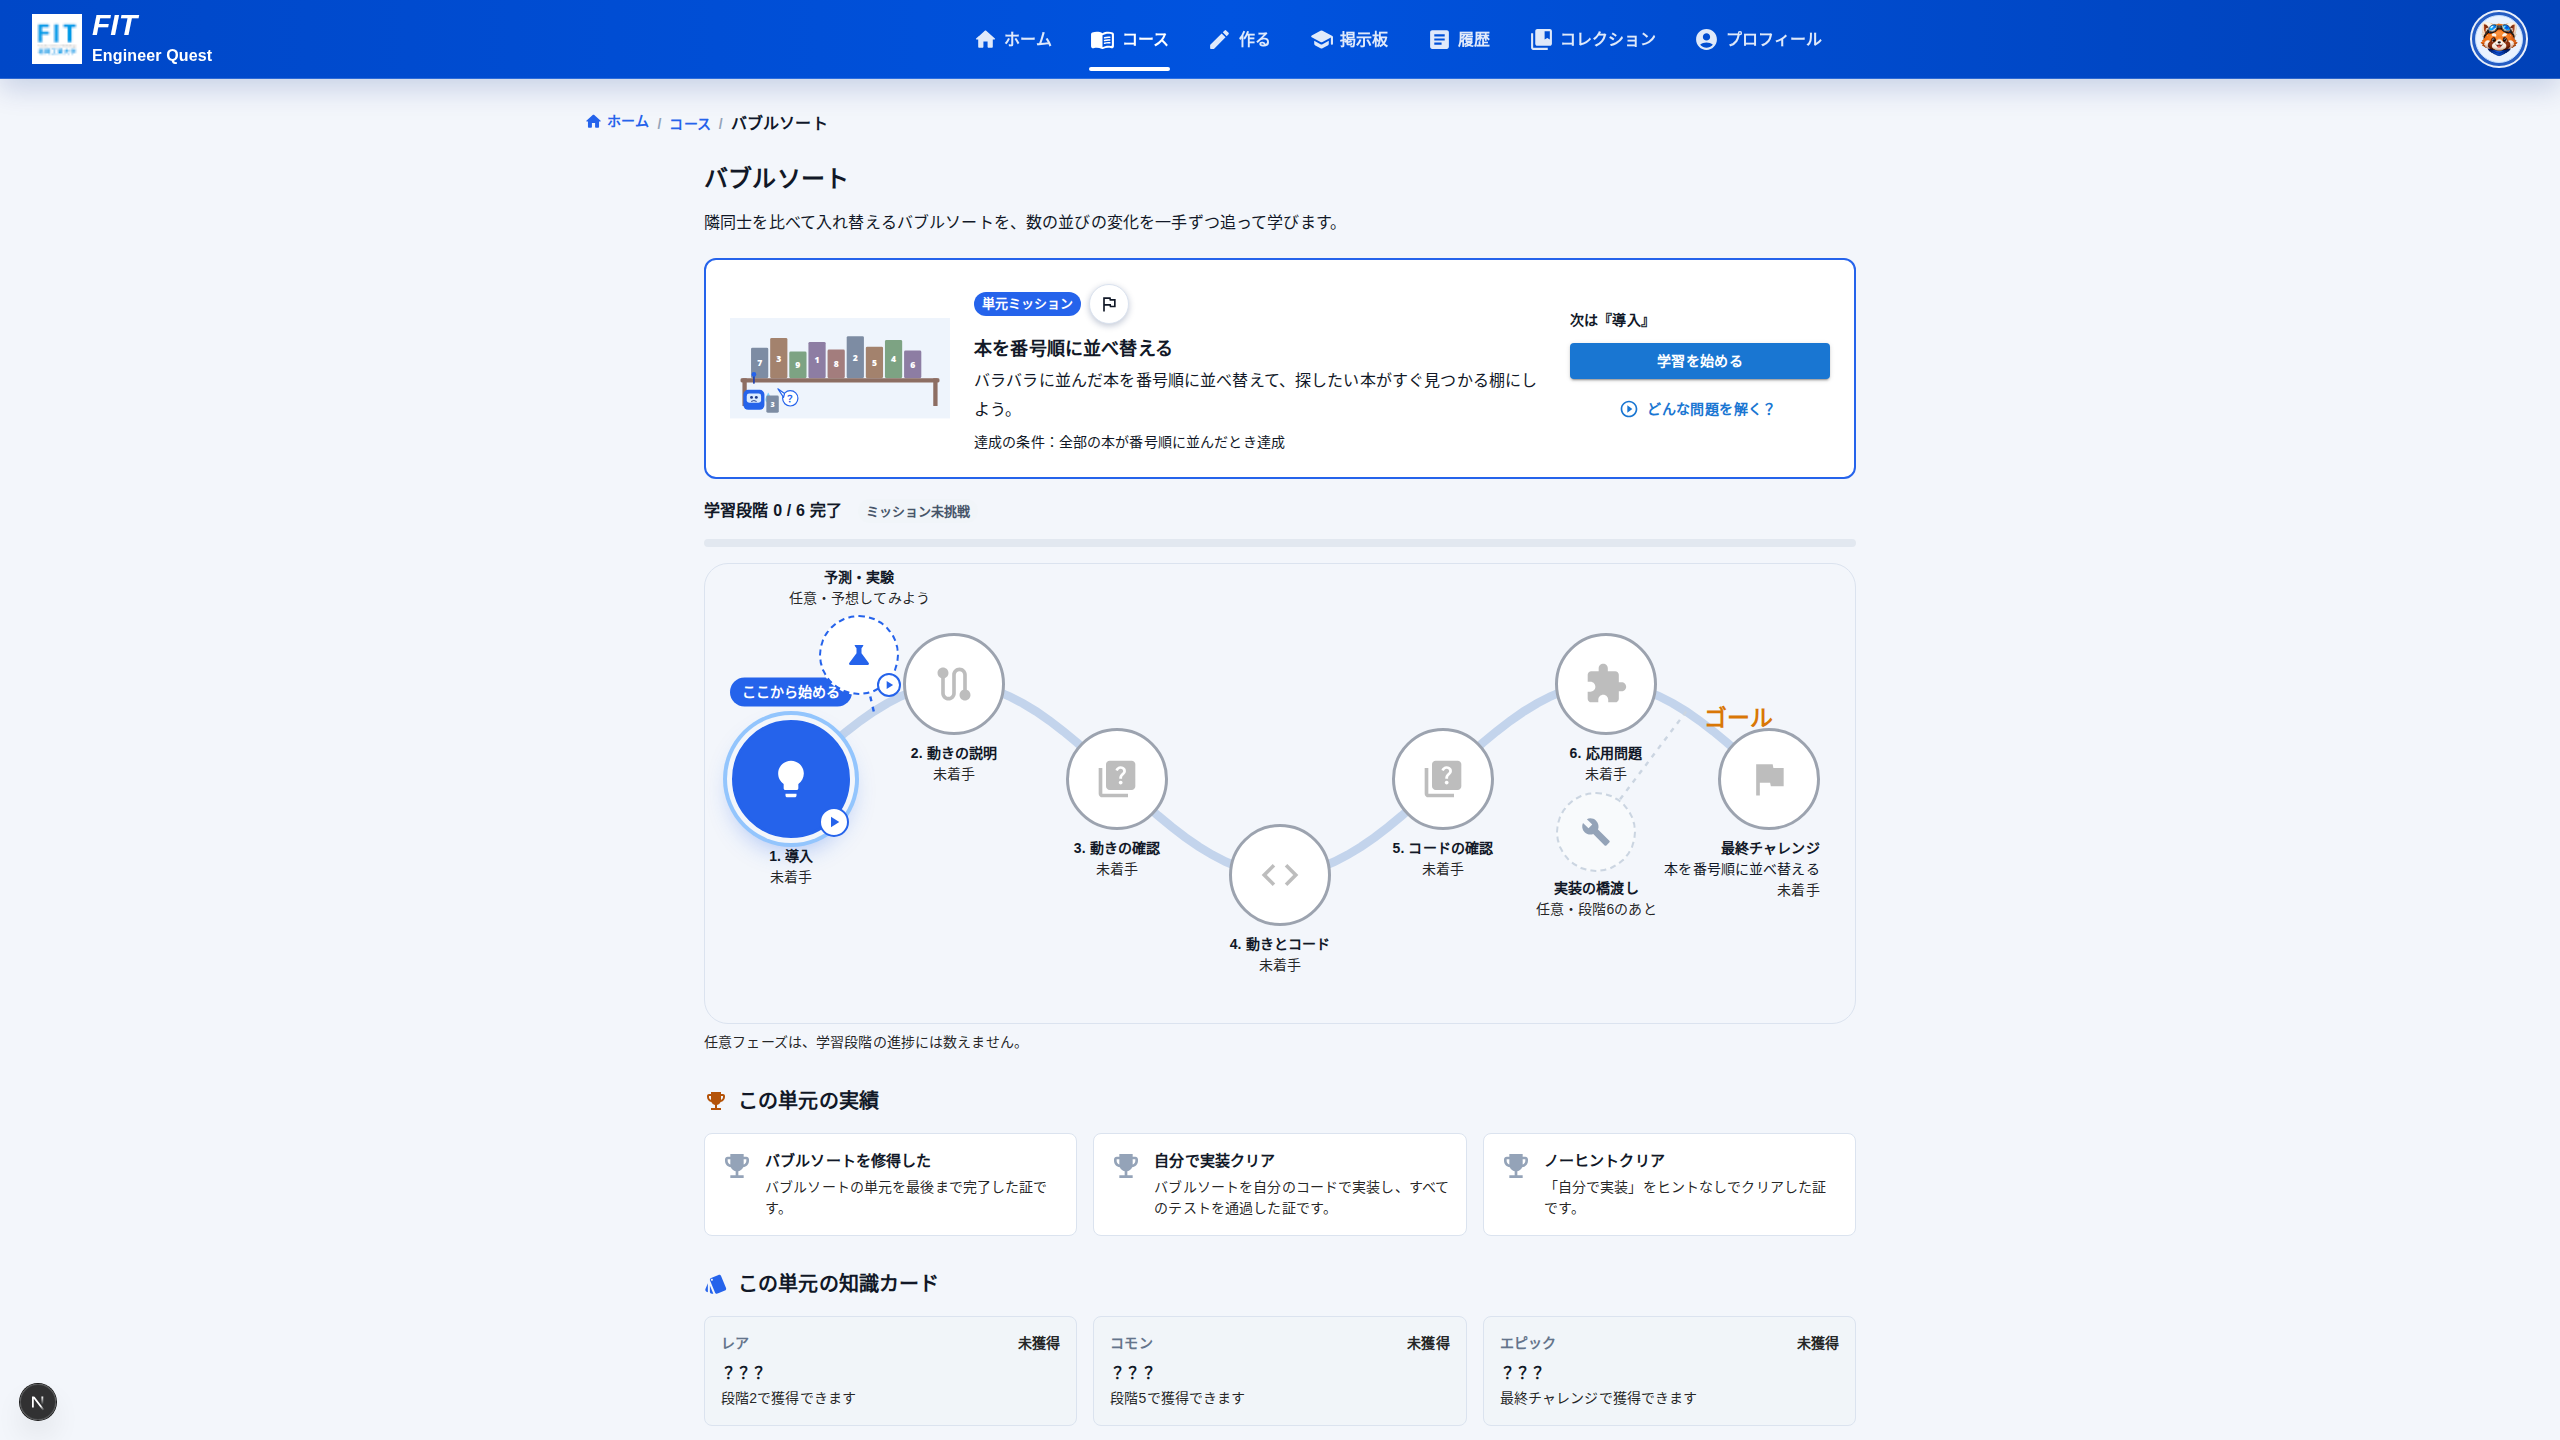 FIT
FIT
Engineer Quest
ホーム
コース
作る
掲示板
履歴
コレクション
プロフィール
ホーム / コース / バブルソート
バブルソート
隣同士を比べて入れ替えるバブルソートを、数の並びの変化を一手ずつ追って学びます。
7 3 9 1 8 2 5 4 6
3 ?
単元ミッション
本を番号順に並べ替える
バラバラに並んだ本を番号順に並べ替えて、探したい本がすぐ見つかる棚にし
よう。
達成の条件：全部の本が番号順に並んだとき達成
次は『導入』
学習を始める
どんな問題を解く？
学習段階 0 / 6 完了
ミッション未挑戦
予測・実験
任意・予想してみよう
ここから始める
1. 導入
未着手
2. 動きの説明
未着手
3. 動きの確認
未着手
4. 動きとコード
未着手
5. コードの確認
未着手
6. 応用問題
未着手
実装の橋渡し
任意・段階6のあと
ゴール
最終チャレンジ
本を番号順に並べ替える
未着手
任意フェーズは、学習段階の進捗には数えません。
この単元の実績
バブルソートを修得した
バブルソートの単元を最後まで完了した証で
す。
自分で実装クリア
バブルソートを自分のコードで実装し、すべて
のテストを通過した証です。
ノーヒントクリア
「自分で実装」をヒントなしでクリアした証
です。
この単元の知識カード
レア
未獲得
？？？
段階2で獲得できます
コモン
未獲得
？？？
段階5で獲得できます
エピック
未獲得
？？？
最終チャレンジで獲得できます
N